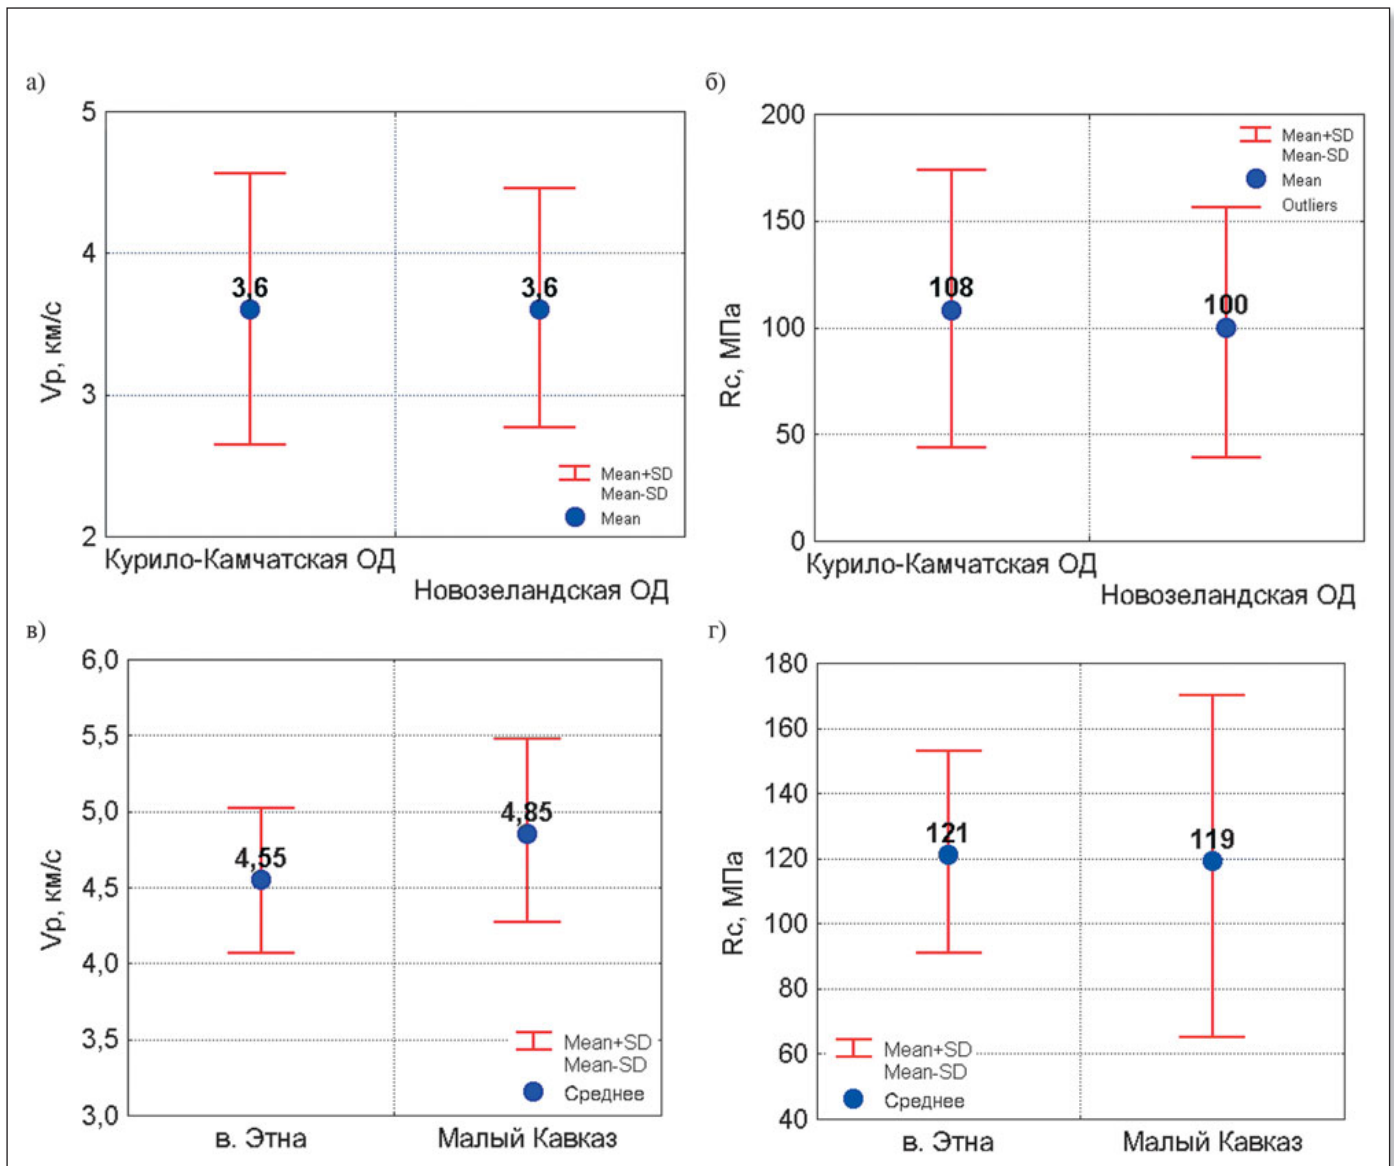 а)
5
4
3
2
Vp, км/с
3,6
3,6
Mean+SD
Mean-SD
Mean
Курило-Камчатская ОД
Новозеландская ОД
б)
200
150
100
50
0
Rc, МПа
108
100
Mean+SD
Mean-SD
Mean
Outliers
Курило-Камчатская ОД
Новозеландская ОД
в)
6,0
5,5
5,0
4,5
4,0
3,5
3,0
Vp, км/с
4,55
4,85
Mean+SD
Mean-SD
Среднее
в. Этна
Малый Кавказ
г)
180
160
140
120
100
80
60
40
Rc, МПа
121
119
Mean+SD
Mean-SD
Среднее
в. Этна
Малый Кавказ